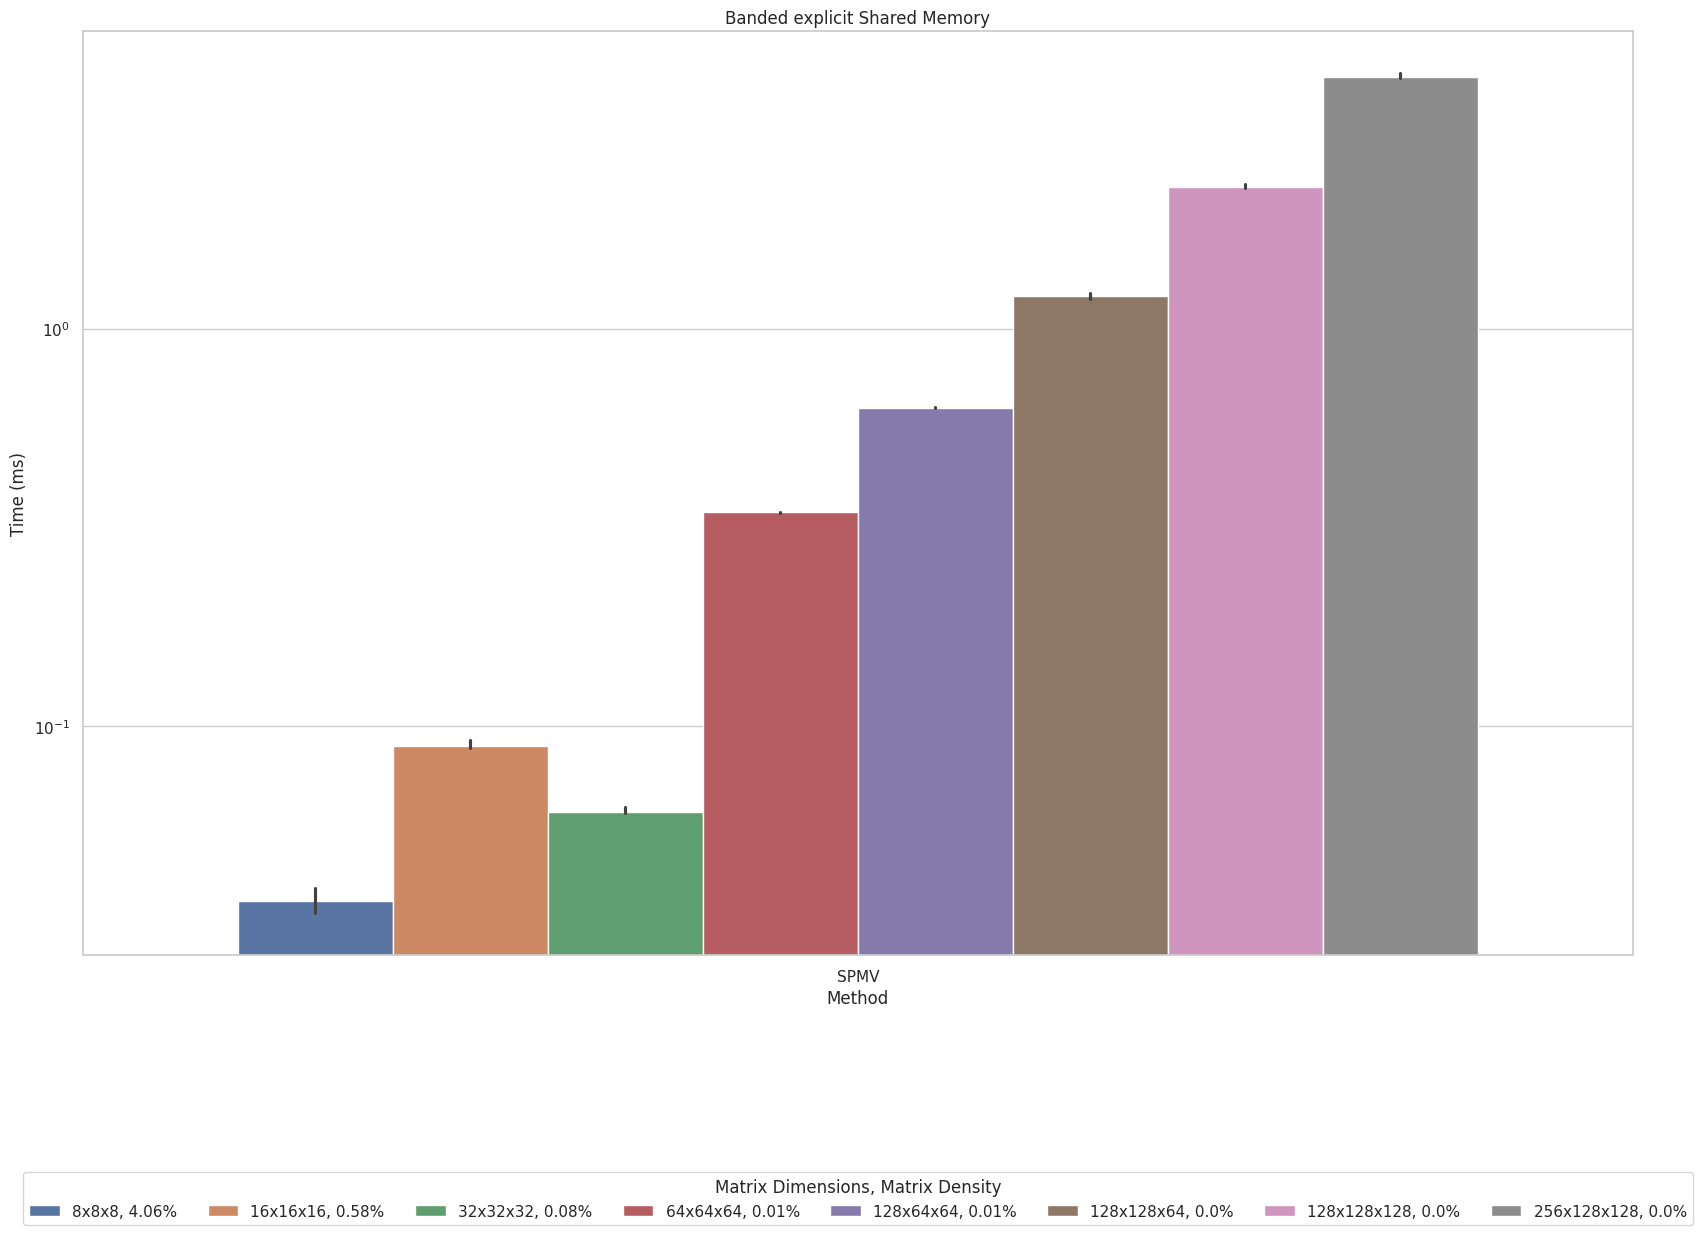 Banded explicit Shared Memory
Time (ms)
10⁰
10⁻¹
SPMV
Method
Matrix Dimensions, Matrix Density
8x8x8, 4.06% 16x16x16, 0.58% 32x32x32, 0.08% 64x64x64, 0.01% 128x64x64, 0.01% 128x128x64, 0.0% 128x128x128, 0.0% 256x128x128, 0.0%